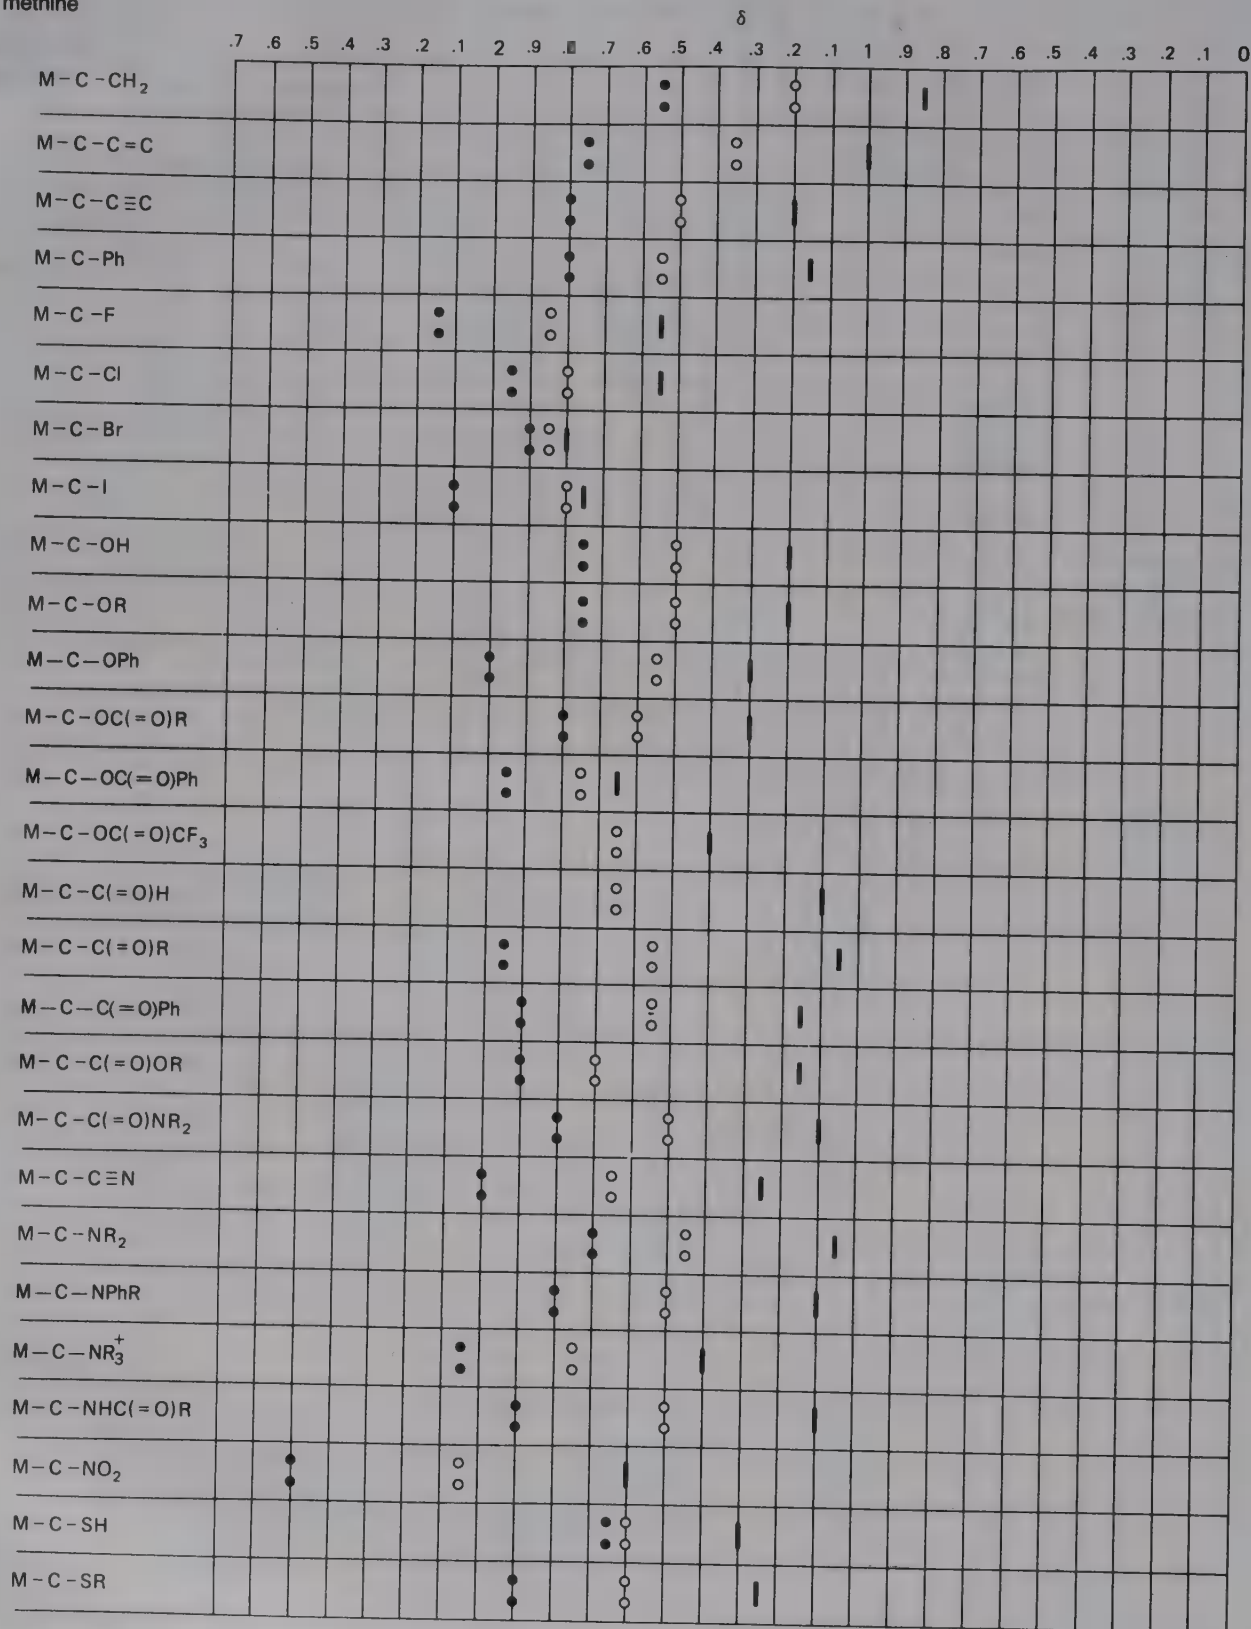 methine
δ
.7 .6 .5 .4 .3 .2 .1 2 .9 .7 .6 .5 .4 .3 .2 .1 1 .9 .8 .7 .6 .5 .4 .3 .2 .1 0
M-C-CH2
M-C-C=C
M-C-C≡C
M-C-Ph
M-C-F
M-C-Cl
M-C-Br
M-C-I
M-C-OH
M-C-OR
M-C-OPh
M-C-OC(=O)R
M-C-OC(=O)Ph
M-C-OC(=O)CF3
M-C-C(=O)H
M-C-C(=O)R
M-C-C(=O)Ph
M-C-C(=O)OR
M-C-C(=O)NR2
M-C-C≡N
M-C-NR2
M-C-NPhR
M-C-NR3+
M-C-NHC(=O)R
M-C-NO2
M-C-SH
M-C-SR